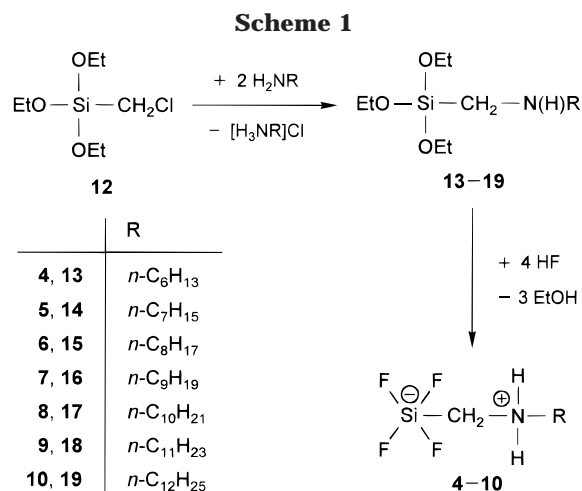 Scheme 1
OEt
EtO—Si—CH₂Cl
OEt
12
+ 2 H₂NR
− [H₃NR]Cl
OEt
EtO—Si—CH₂—N(H)R
OEt
13−19
R
4, 13 n-C₆H₁₃
5, 14 n-C₇H₁₅
6, 15 n-C₈H₁₇
7, 16 n-C₉H₁₉
8, 17 n-C₁₀H₂₁
9, 18 n-C₁₁H₂₃
10, 19 n-C₁₂H₂₅
+ 4 HF
− 3 EtOH
F F ⊖ ⊕ H
Si—CH₂—N—R
F F H
4−10